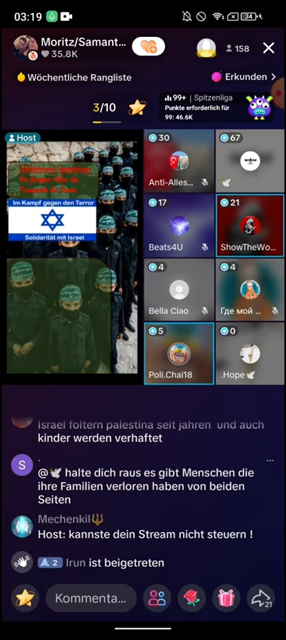 03:19
Moritz/Samant...
35.8K
158
Wöchentliche Rangliste
Erkunden >
3/10
99+ | Spitzenliga
Punkte erforderlich für
99: 46.6K
Host
Im Kampf gegen den Terror
Solidarität mit Israel
30
Anti-Alles...
67
17
Beats4U
21
ShowTheWo...
4
Bella Ciao
4
Где мой ...
5
Poli.Chai18
0
.Hope🕊
Israel foltern palestina seit jahren und auch
kinder werden verhaftet
S
.
@🕊 halte dich raus es gibt Menschen die
ihre Familien verloren haben von beiden
Seiten
Mechenkil🔱
Host: kannste dein Stream nicht steuern !
2 Irun ist beigetreten
Kommenta...
21